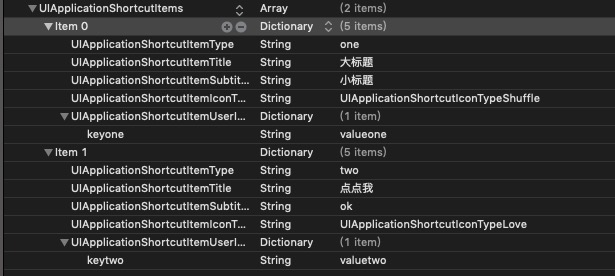 UIApplicationShortcutItems Array (2 items)
Item 0 Dictionary (5 items)
UIApplicationShortcutItemType String one
UIApplicationShortcutItemTitle String 大标题
UIApplicationShortcutItemSubtit... String 小标题
UIApplicationShortcutItemIconT... String UIApplicationShortcutIconTypeShuffle
UIApplicationShortcutItemUserI... Dictionary (1 item)
keyone String valueone
Item 1 Dictionary (5 items)
UIApplicationShortcutItemType String two
UIApplicationShortcutItemTitle String 点点我
UIApplicationShortcutItemSubtit... String ok
UIApplicationShortcutItemIconT... String UIApplicationShortcutIconTypeLove
UIApplicationShortcutItemUserI... Dictionary (1 item)
keytwo String valuetwo